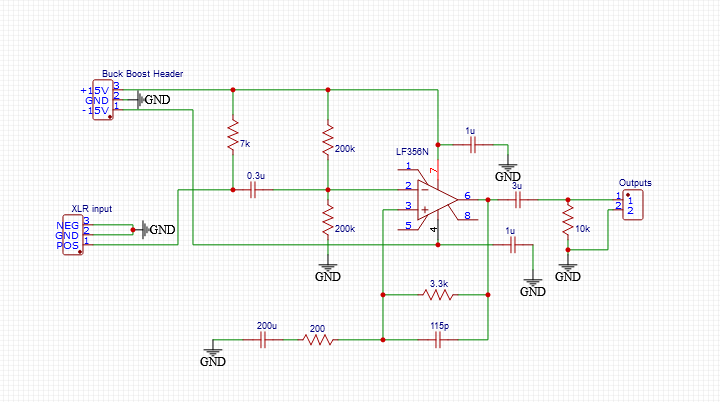 Buck Boost Header
+15V 3
GND 2
-15V 1
GND
7k
200k
0.3u
200k
GND
XLR input
NEG 3
GND 2
POS 1
GND
LF356N
1
2
3
5
7
4
6
8
1u
GND
3u
Outputs
1 1
2 2
10k
GND
1u
GND
3.3k
115p
200u
200
GND